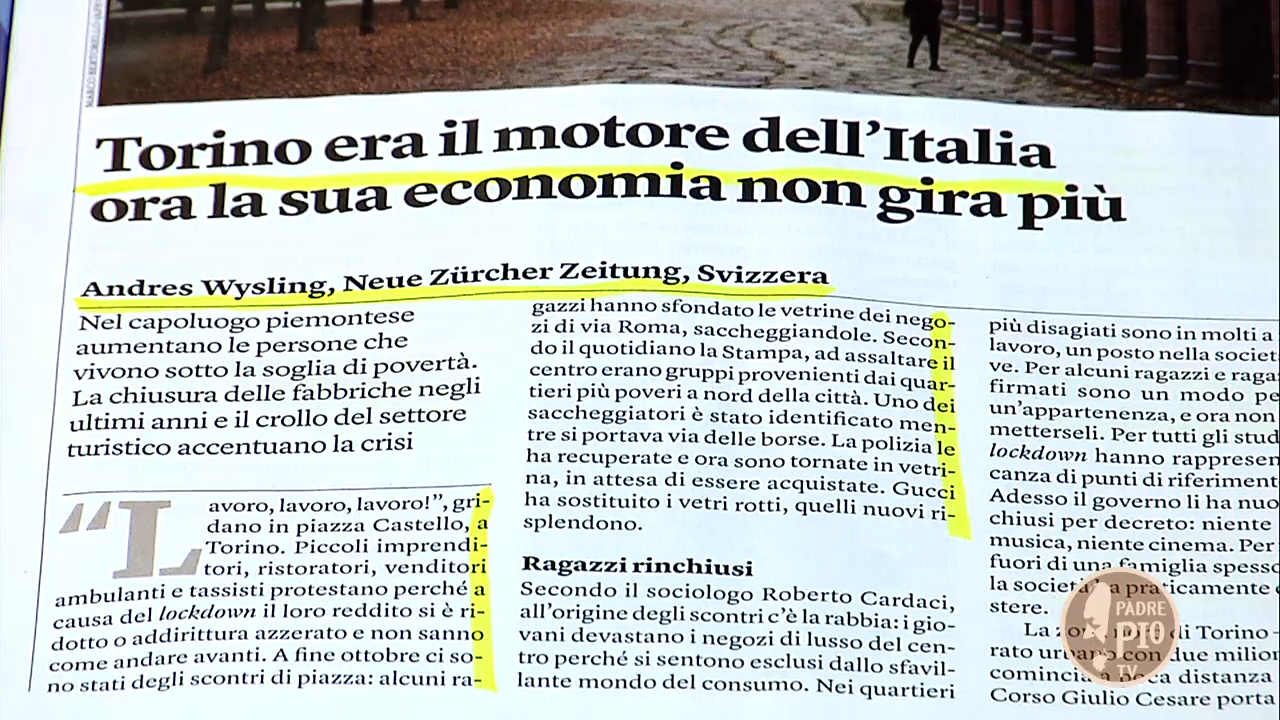 Torino era il motore dell'Italia
ora la sua economia non gira più
Andres Wysling, Neue Zürcher Zeitung, Svizzera
Nel capoluogo piemontese
aumentano le persone che
vivono sotto la soglia di povertà.
La chiusura delle fabbriche negli
ultimi anni e il crollo del settore
turistico accentuano la crisi
“L
avoro, lavoro, lavoro!”, gri-
dano in piazza Castello, a
Torino. Piccoli imprendi-
tori, ristoratori, venditori
ambulanti e tassisti protestano perché a
causa del lockdown il loro reddito si è ri-
dotto o addirittura azzerato e non sanno
come andare avanti. A fine ottobre ci so-
no stati degli scontri di piazza: alcuni ra-
gazzi hanno sfondato le vetrine dei nego-
zi di via Roma, saccheggiandole. Secon-
do il quotidiano la Stampa, ad assaltare il
centro erano gruppi provenienti dai quar-
tieri più poveri a nord della città. Uno dei
saccheggiatori è stato identificato men-
tre si portava via delle borse. La polizia le
ha recuperate e ora sono tornate in vetri-
na, in attesa di essere acquistate. Gucci
ha sostituito i vetri rotti, quelli nuovi ri-
splendono.
Ragazzi rinchiusi
Secondo il sociologo Roberto Cardaci,
all'origine degli scontri c'è la rabbia: i gio-
vani devastano i negozi di lusso del cen-
tro perché si sentono esclusi dallo sfavil-
lante mondo del consumo. Nei quartieri
più disagiati sono in molti a
lavoro, un posto nella societ
ve. Per alcuni ragazzi e raga
firmati sono un modo pe
un'appartenenza, e ora non
metterseli. Per tutti gli stud
lockdown hanno rappresen
canza di punti di riferiment
Adesso il governo li ha nuo
chiusi per decreto: niente
musica, niente cinema. Per
fuori di una famiglia spesso
la società praticamente
stere.
La di Torino
rato con due milior
comincia a poca distanza
Corso Giulio Cesare porta
PADRE
PIO
TV